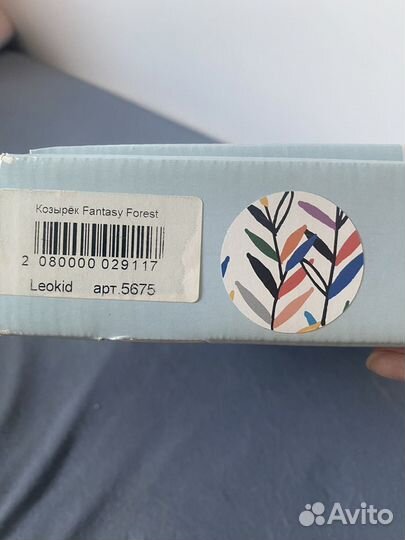 Козырёк Fantasy Forest
2 080000 029117
Leokid арт.5675
Avito